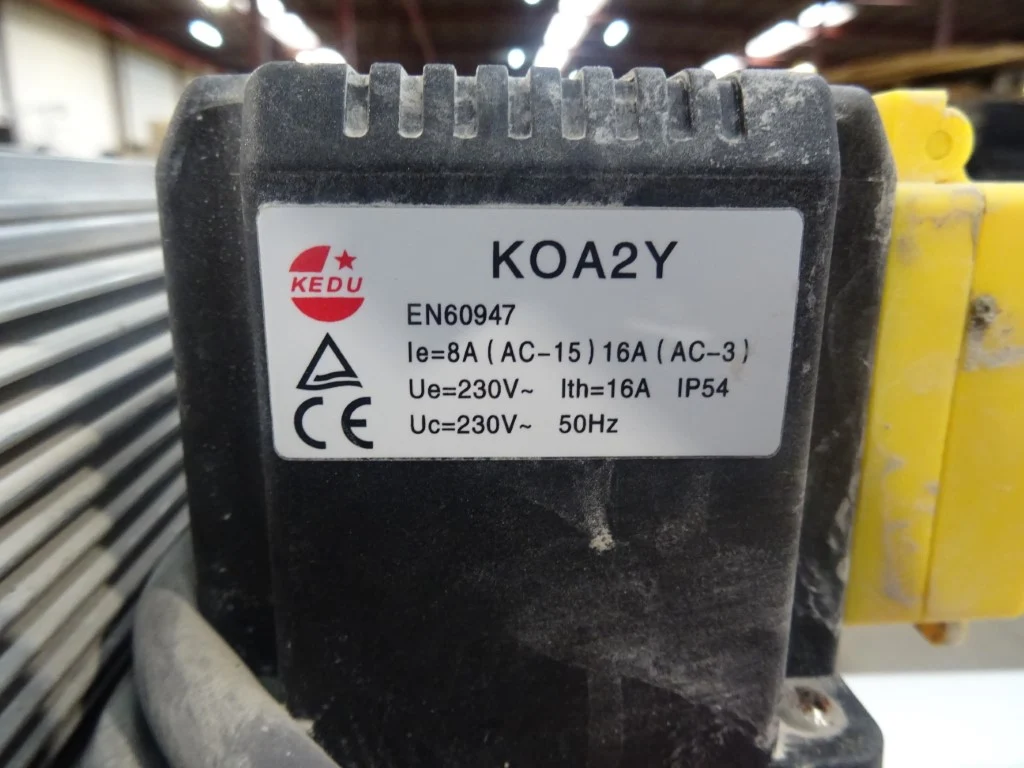 KOA2Y
KEDU
EN60947
Ie=8A (AC-15) 16A (AC-3)
Ue=230V~ Ith=16A IP54
CE
Uc=230V~ 50Hz